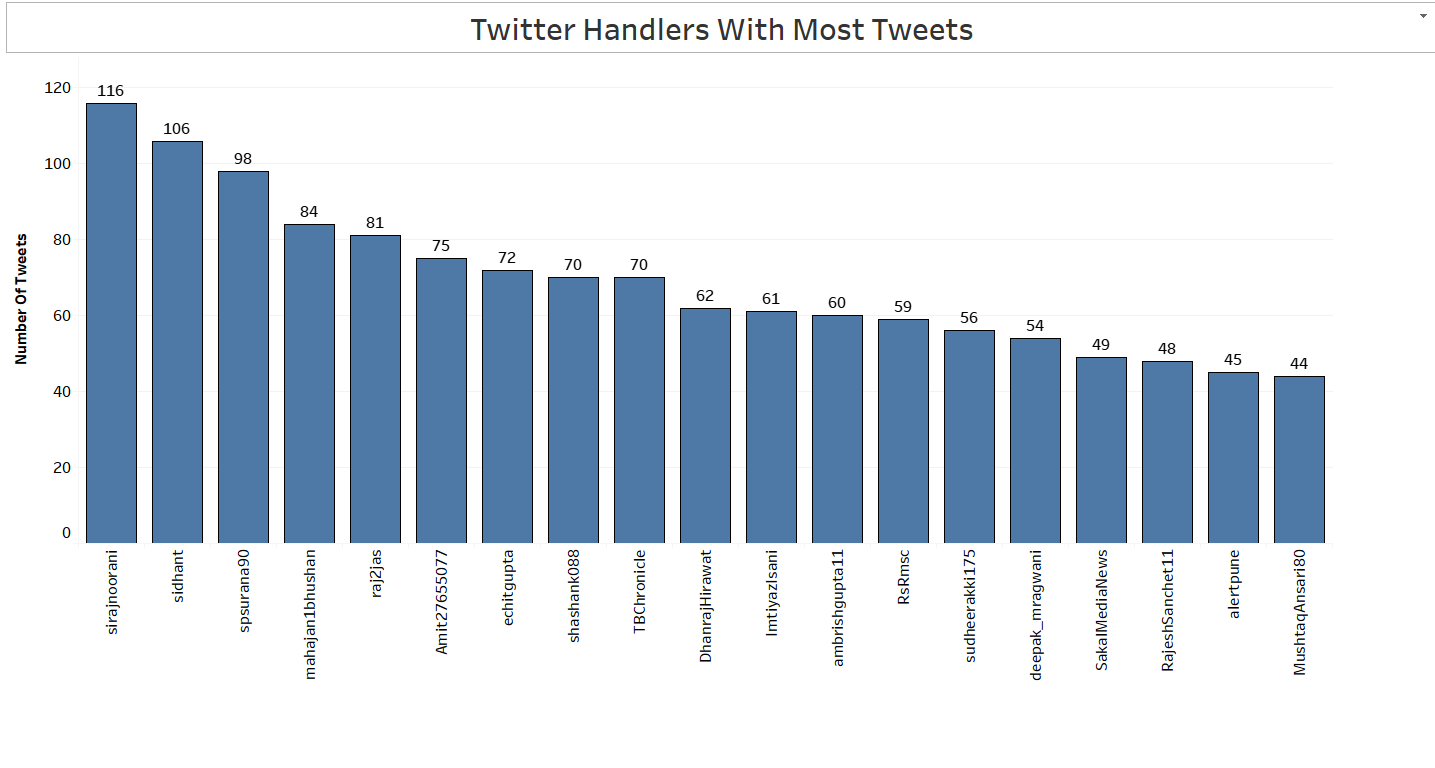 Twitter Handlers With Most Tweets
Number Of Tweets
120
100
80
60
40
20
0
116
106
98
84
81
75
72
70
70
62
61
60
59
56
54
49
48
45
44
sirajnoorani
sidhant
spsurana90
mahajan1bhushan
raj2jas
Amit27655077
echitgupta
shashank088
TBChronicle
DhanrajHirawat
ImtiyazIsani
ambrishgupta11
RsRmsc
sudheerakki175
deepak_mragwani
SakalMediaNews
RajeshSanchet11
alertpune
MushtaqAnsari80